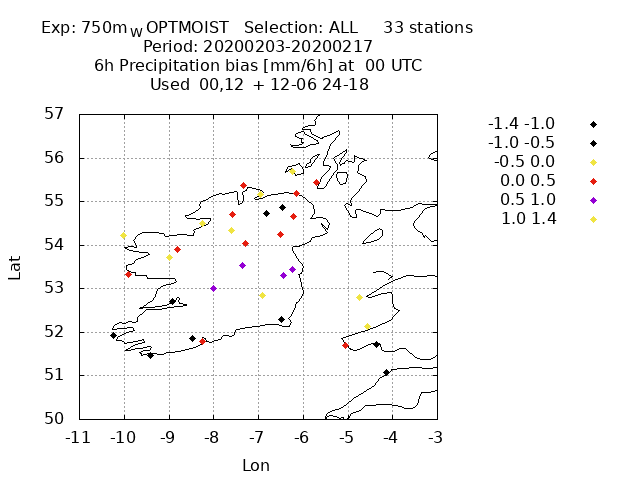 Exp: 750m_W OPTMOIST   Selection: ALL     33 stations
Period: 20200203-20200217
6h Precipitation bias [mm/6h] at  00 UTC
Used  00,12  + 12-06 24-18
-1.4 -1.0
-1.0 -0.5
-0.5 0.0
0.0 0.5
0.5 1.0
1.0 1.4
57
56
55
54
53
52
51
50
Lat
-11 -10 -9 -8 -7 -6 -5 -4 -3
Lon